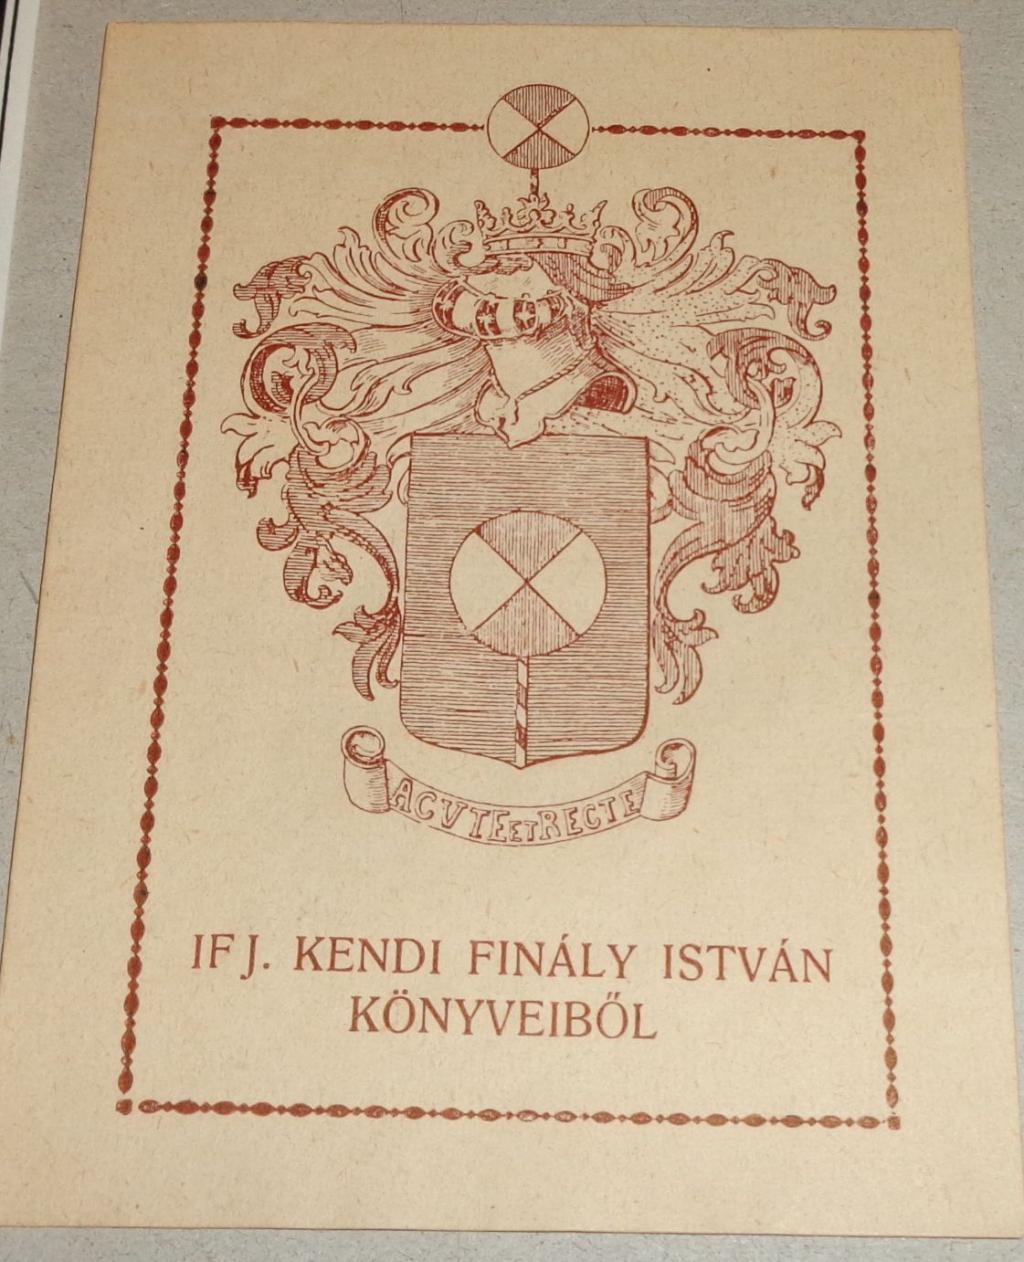 ACVTE ET RECTE
IFJ. KENDI FINÁLY ISTVÁN
KÖNYVEIBŐL